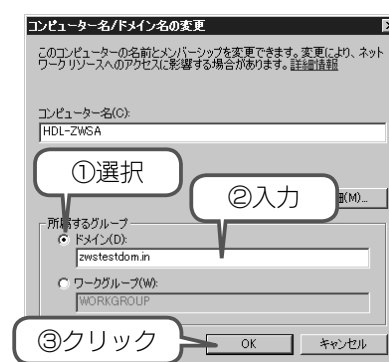 コンピューター名/ドメイン名の変更
このコンピューターの名前とメンバーシップを変更できます。変更により、ネット
ワーク リソースへのアクセスに影響する場合があります。詳細情報
コンピューター名(C):
HDL-ZWSA
①選択
②入力
(M)...
所属するグループ
ドメイン(D):
zwstestdom.in
ワークグループ(W):
WORKGROUP
③クリック
OK
キャンセル